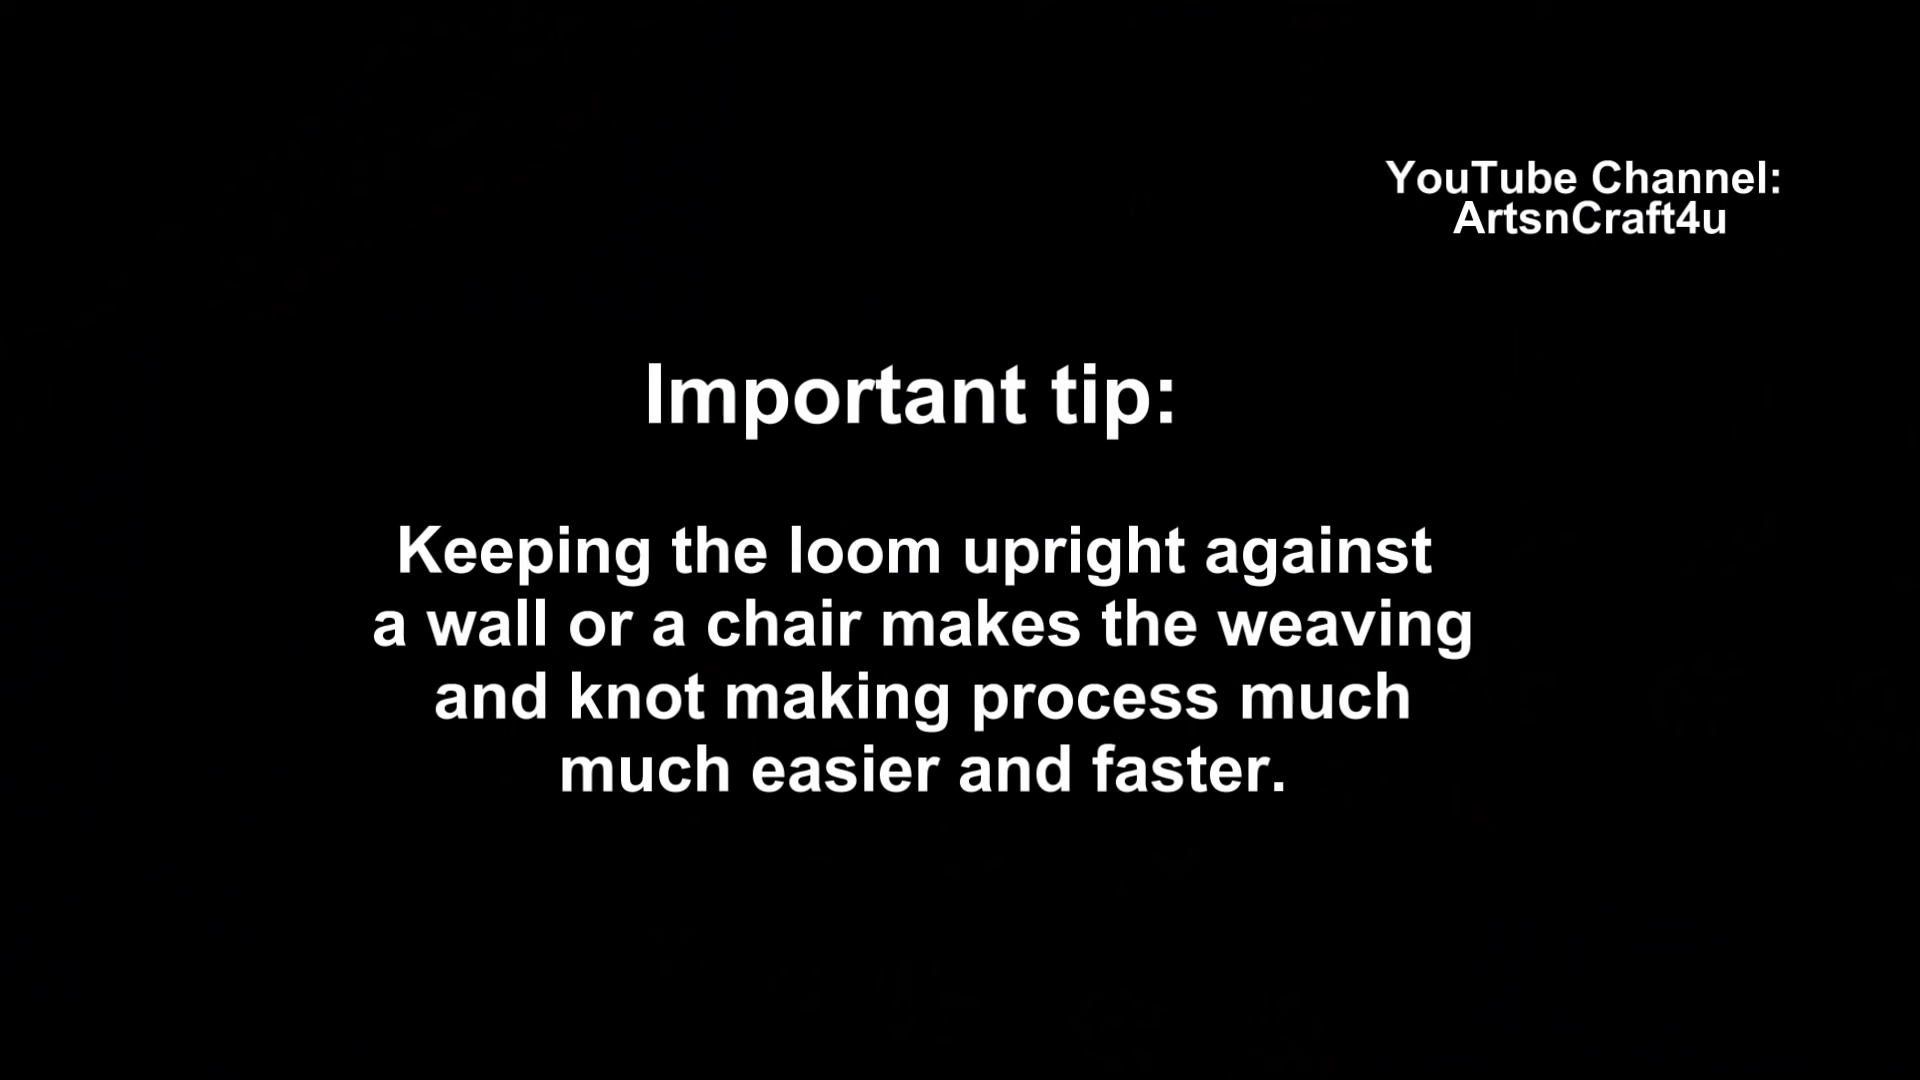 YouTube Channel:
ArtsnCraft4u
Important tip:
Keeping the loom upright against
a wall or a chair makes the weaving
and knot making process much
much easier and faster.